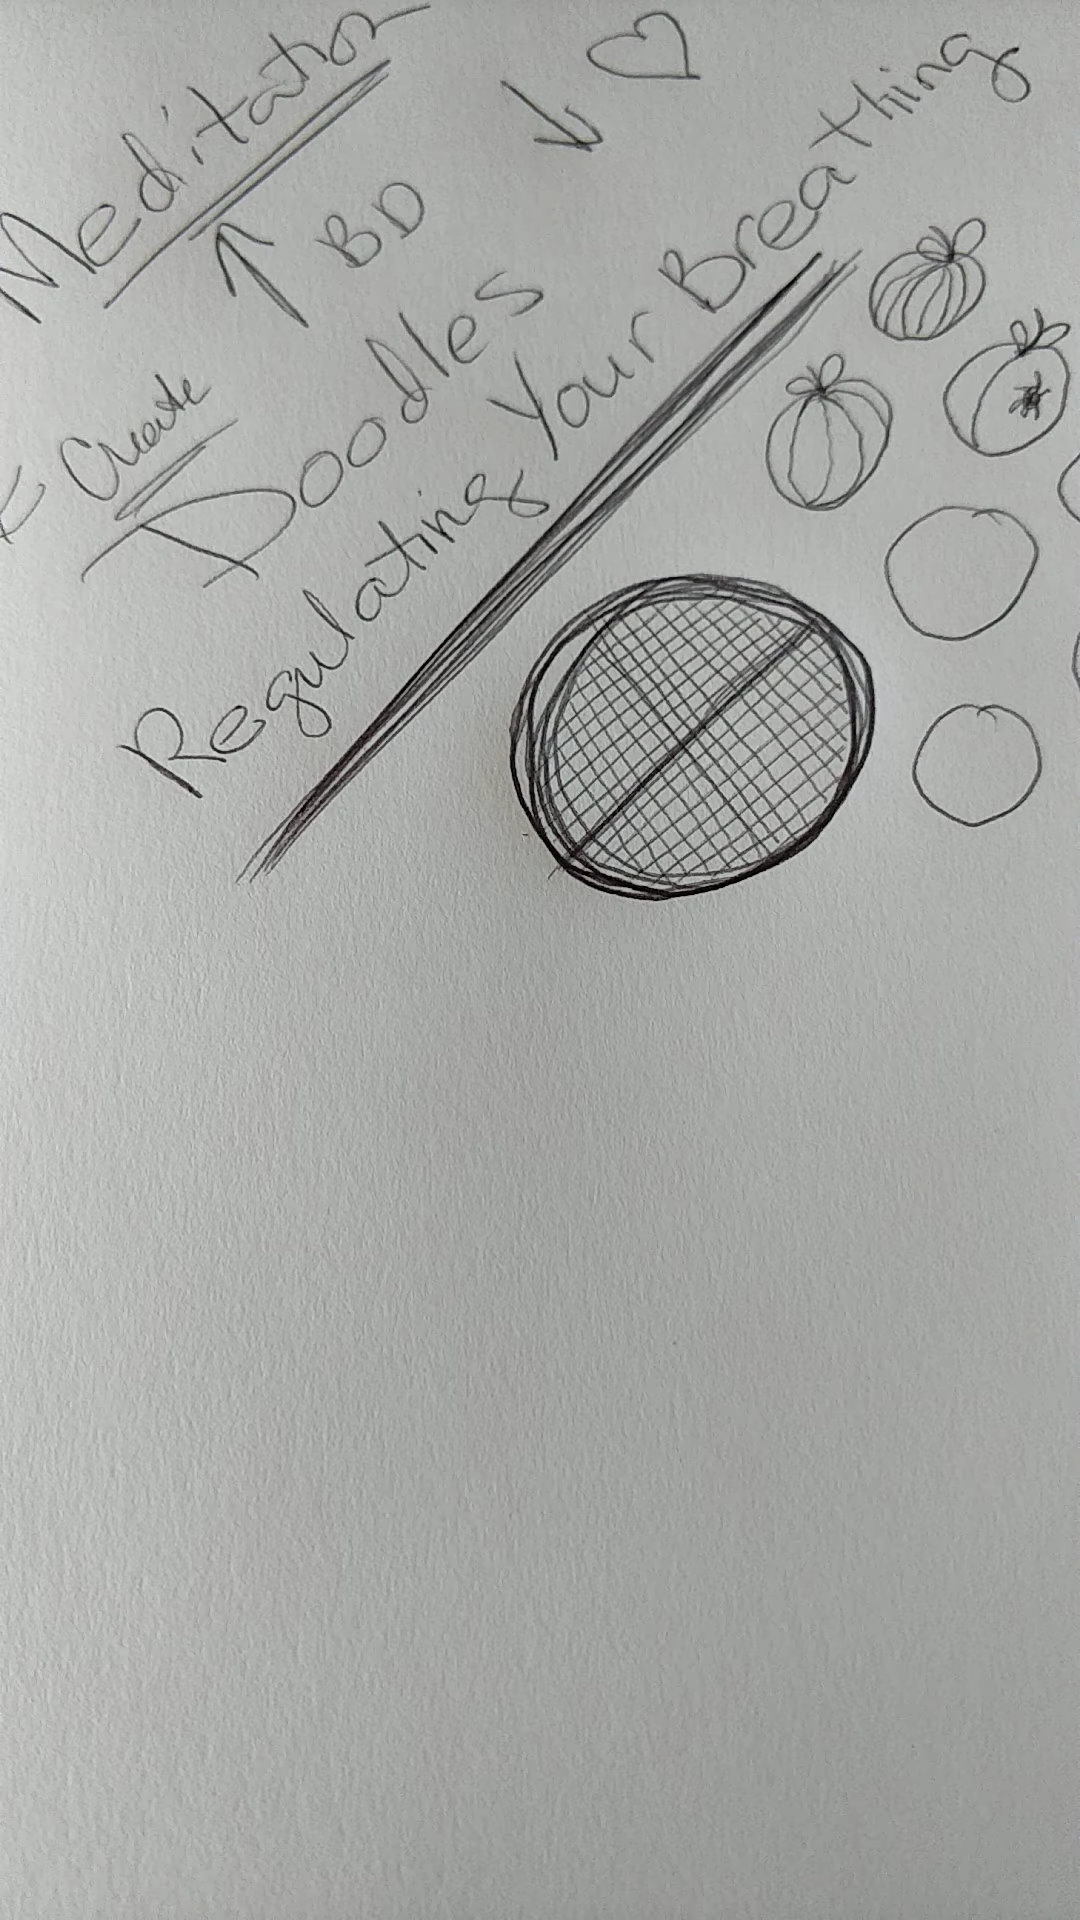 Meditation
BD
Create
Doodles
Regulating Your Breathing